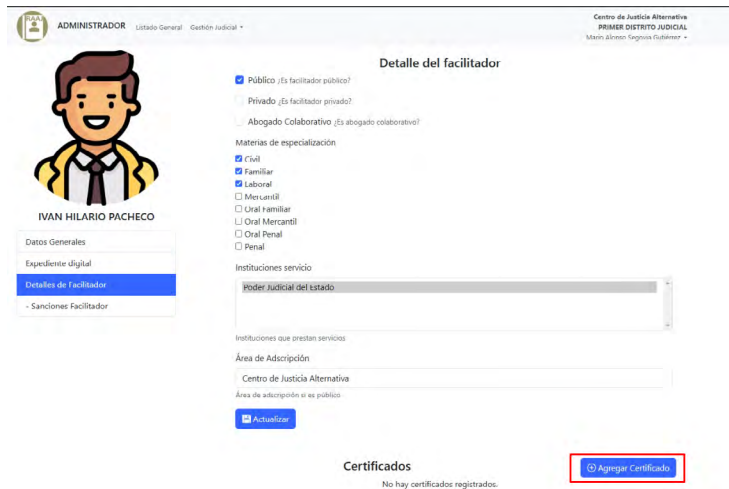 ADMINISTRADOR
Listado General
Gestión Judicial
Centro de Justicia Alternativa
PRIMER DISTRITO JUDICIAL
Mario Alonso Segovia Gutiérrez
IVAN HILARIO PACHECO
Datos Generales
Expediente digital
Detalles de Facilitador
- Sanciones Facilitador
Detalle del facilitador
Público ¿Es facilitador público?
Privado ¿Es facilitador privado?
Abogado Colaborativo ¿Es abogado colaborativo?
Materias de especialización
Civil
Familiar
Laboral
Mercantil
Oral Familiar
Oral Mercantil
Oral Penal
Penal
Instituciones servicio
Poder Judicial del Estado
Instituciones que prestan servicios
Área de Adscripción
Centro de Justicia Alternativa
Área de adscripción si es público
Actualizar
Certificados
Agregar Certificado
No hay certificados registrados.